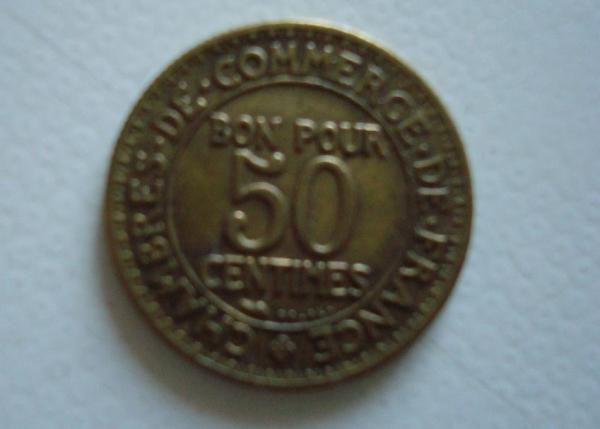 CHAMBRES · DE · COMMERCE · DE · FRANCE
BON POUR
50
CENTIMES